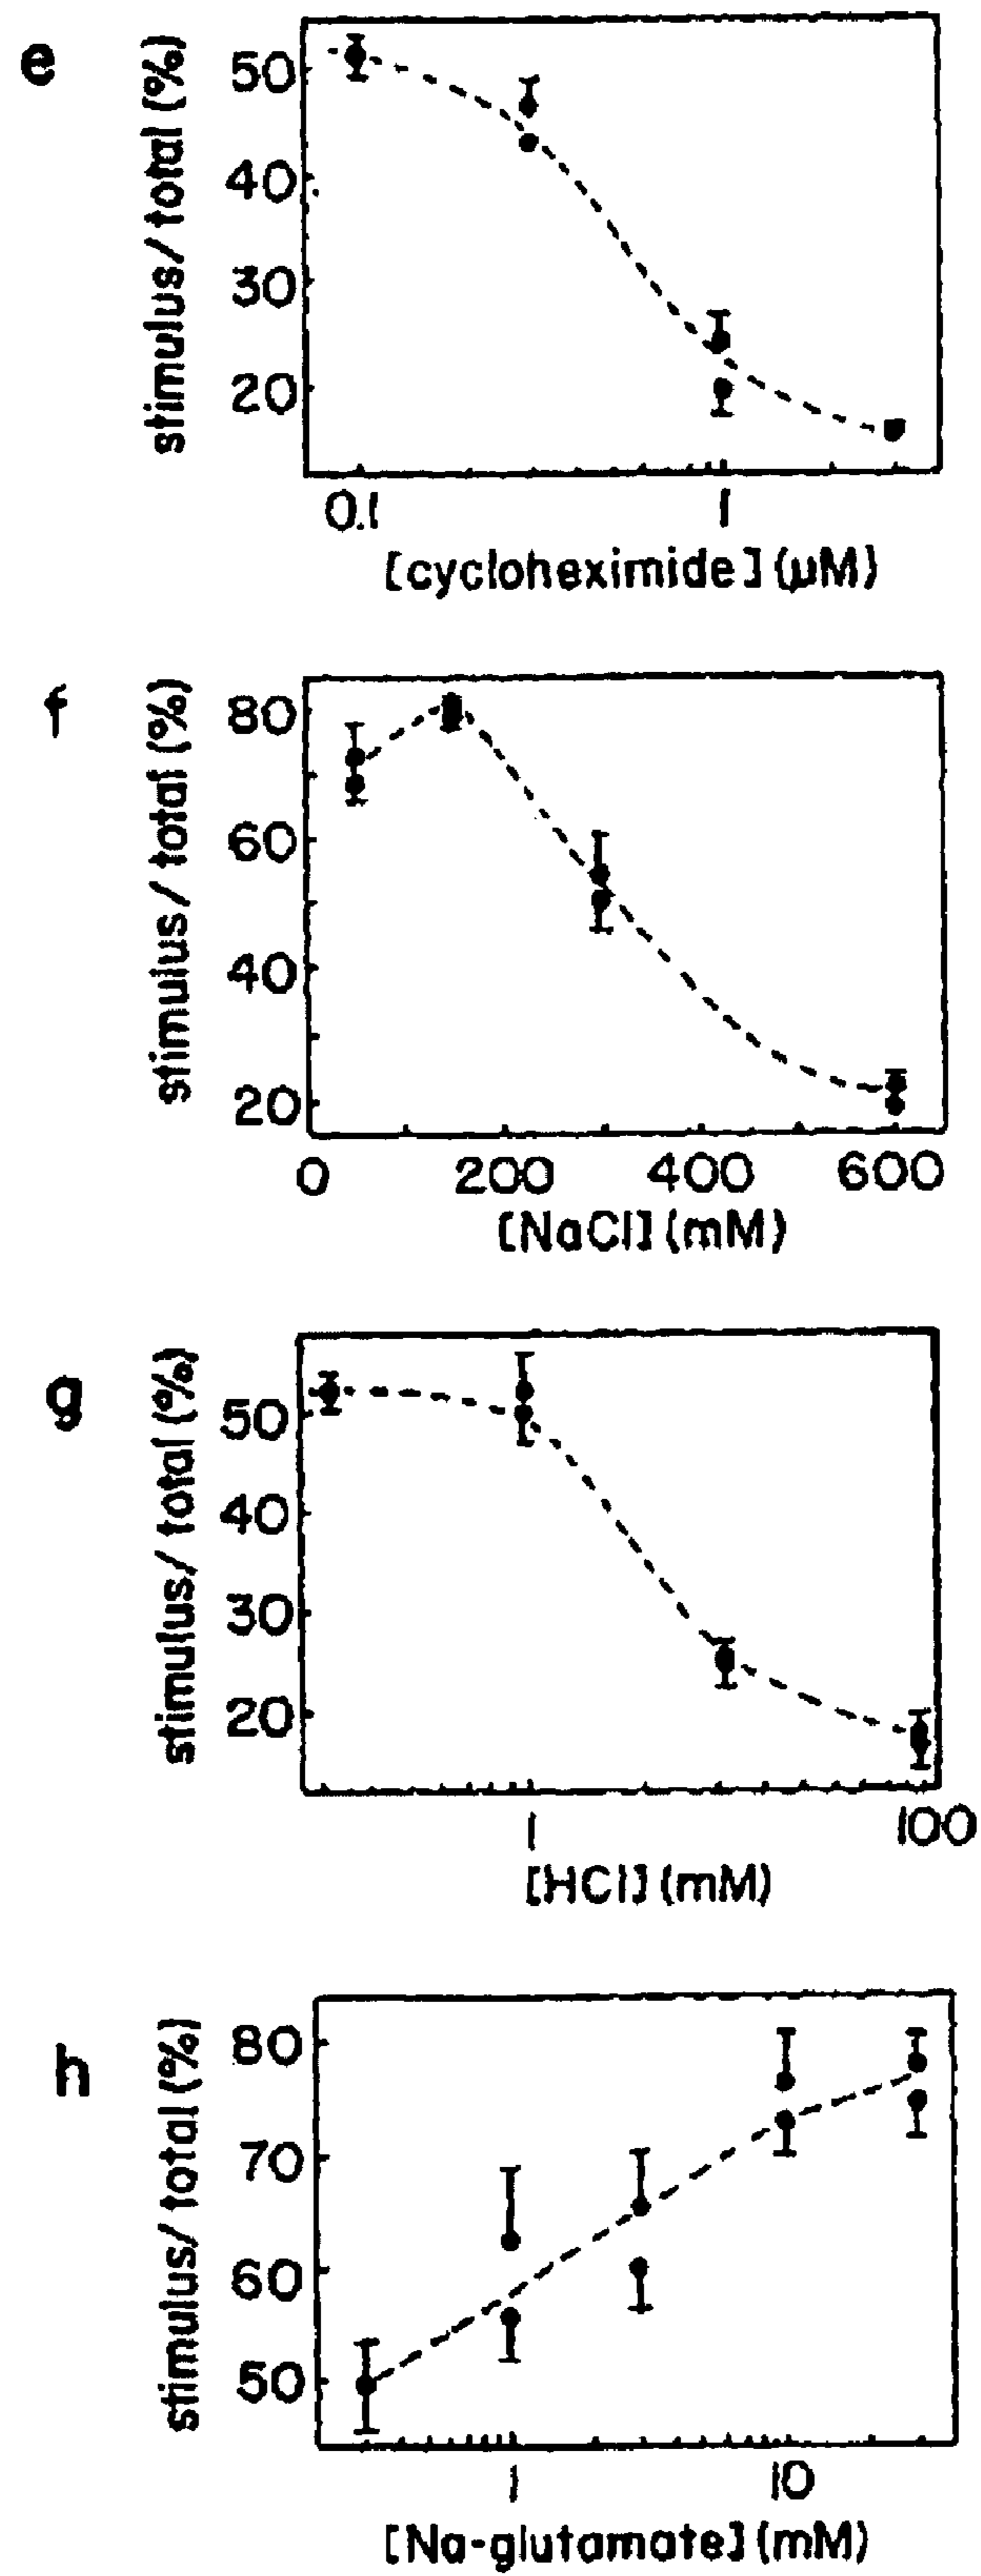 e
stimulus/total (%)
50
40
30
20
0.1 1
[cycloheximide] (µM)
f
stimulus/total (%)
80
60
40
20
0 200 400 600
[NaCl] (mM)
g
stimulus/total (%)
50
40
30
20
1 100
[HCl] (mM)
h
stimulus/total (%)
80
70
60
50
1 10
[Na-glutamate] (mM)